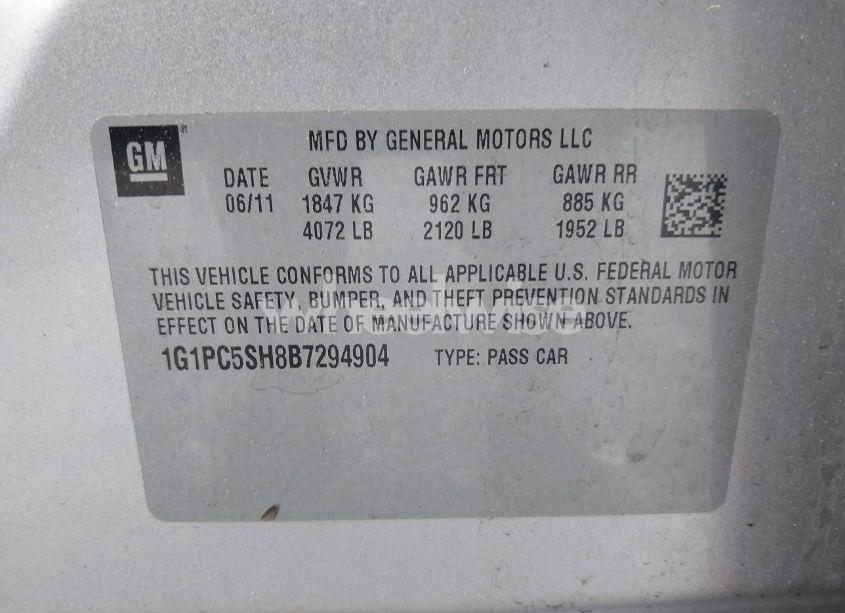 GM®
MFD BY GENERAL MOTORS LLC
DATE GVWR GAWR FRT GAWR RR
06/11 1847 KG 962 KG 885 KG
4072 LB 2120 LB 1952 LB
THIS VEHICLE CONFORMS TO ALL APPLICABLE U.S. FEDERAL MOTOR
VEHICLE SAFETY, BUMPER, AND THEFT PREVENTION STANDARDS IN
EFFECT ON THE DATE OF MANUFACTURE SHOWN ABOVE.
1G1PC5SH8B7294904 TYPE: PASS CAR